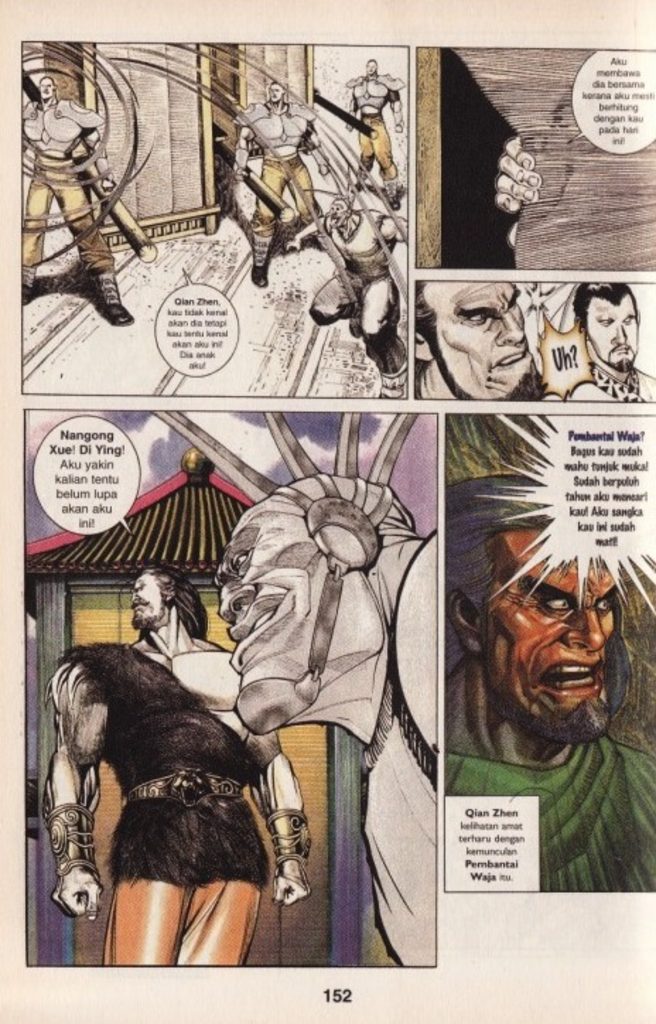 Qian Zhen,
kau tidak kenal
akan dia tetapi
kau tentu kenal
akan aku ini!
Dia anak
aku!
Aku
membawa
dia bersama
kerana aku mesti
berhitung
dengan kau
pada hari
ini!
Uh?
Nangong
Xue! Di Ying!
Aku yakin
kalian tentu
belum lupa
akan aku
ini!
Pembantai Waja?
Bagus kau sudah
mahu tunjuk muka!
Sudah berpuluh
tahun aku mencari
kau! Aku sangka
kau ini sudah
mati!
Qian Zhen
kelihatan amat
terharu dengan
kemunculan
Pembantai
Waja itu.
152